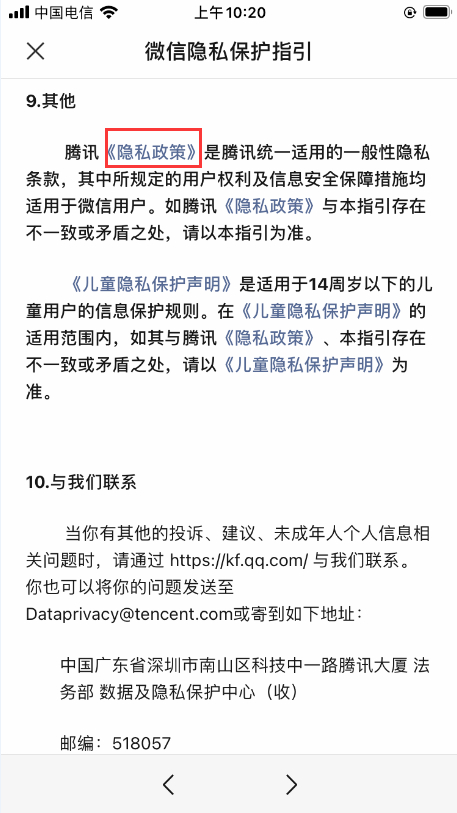 中国电信 上午10:20
微信隐私保护指引
9.其他
腾讯《隐私政策》是腾讯统一适用的一般性隐私
条款，其中所规定的用户权利及信息安全保障措施均
适用于微信用户。如腾讯《隐私政策》与本指引存在
不一致或矛盾之处，请以本指引为准。
《儿童隐私保护声明》是适用于14周岁以下的儿
童用户的信息保护规则。在《儿童隐私保护声明》的
适用范围内，如其与腾讯《隐私政策》、本指引存在
不一致或矛盾之处，请以《儿童隐私保护声明》为
准。
10.与我们联系
当你有其他的投诉、建议、未成年人个人信息相
关问题时，请通过 https://kf.qq.com/ 与我们联系。
你也可以将你的问题发送至
Dataprivacy@tencent.com或寄到如下地址：
中国广东省深圳市南山区科技中一路腾讯大厦 法
务部 数据及隐私保护中心（收）
邮编：518057